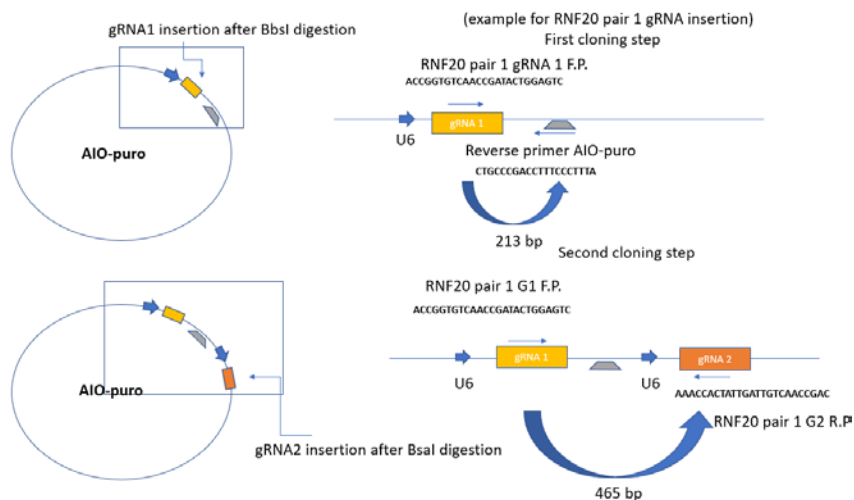 gRNA1 insertion after BbsI digestion
AIO-puro
(example for RNF20 pair 1 gRNA insertion)
First cloning step
RNF20 pair 1 gRNA 1 F.P.
ACCGGTGTCAACCGATACTGGAGTC
gRNA 1
U6
Reverse primer AIO-puro
CTGCCCGACCTTTCCCTTTA
213 bp
Second cloning step
AIO-puro
gRNA2 insertion after BsaI digestion
RNF20 pair 1 G1 F.P.
ACCGGTGTCAACCGATACTGGAGTC
gRNA 1
gRNA 2
U6
U6
AAACCACTATTGATTGTCAACCGAC
RNF20 pair 1 G2 R.P
465 bp